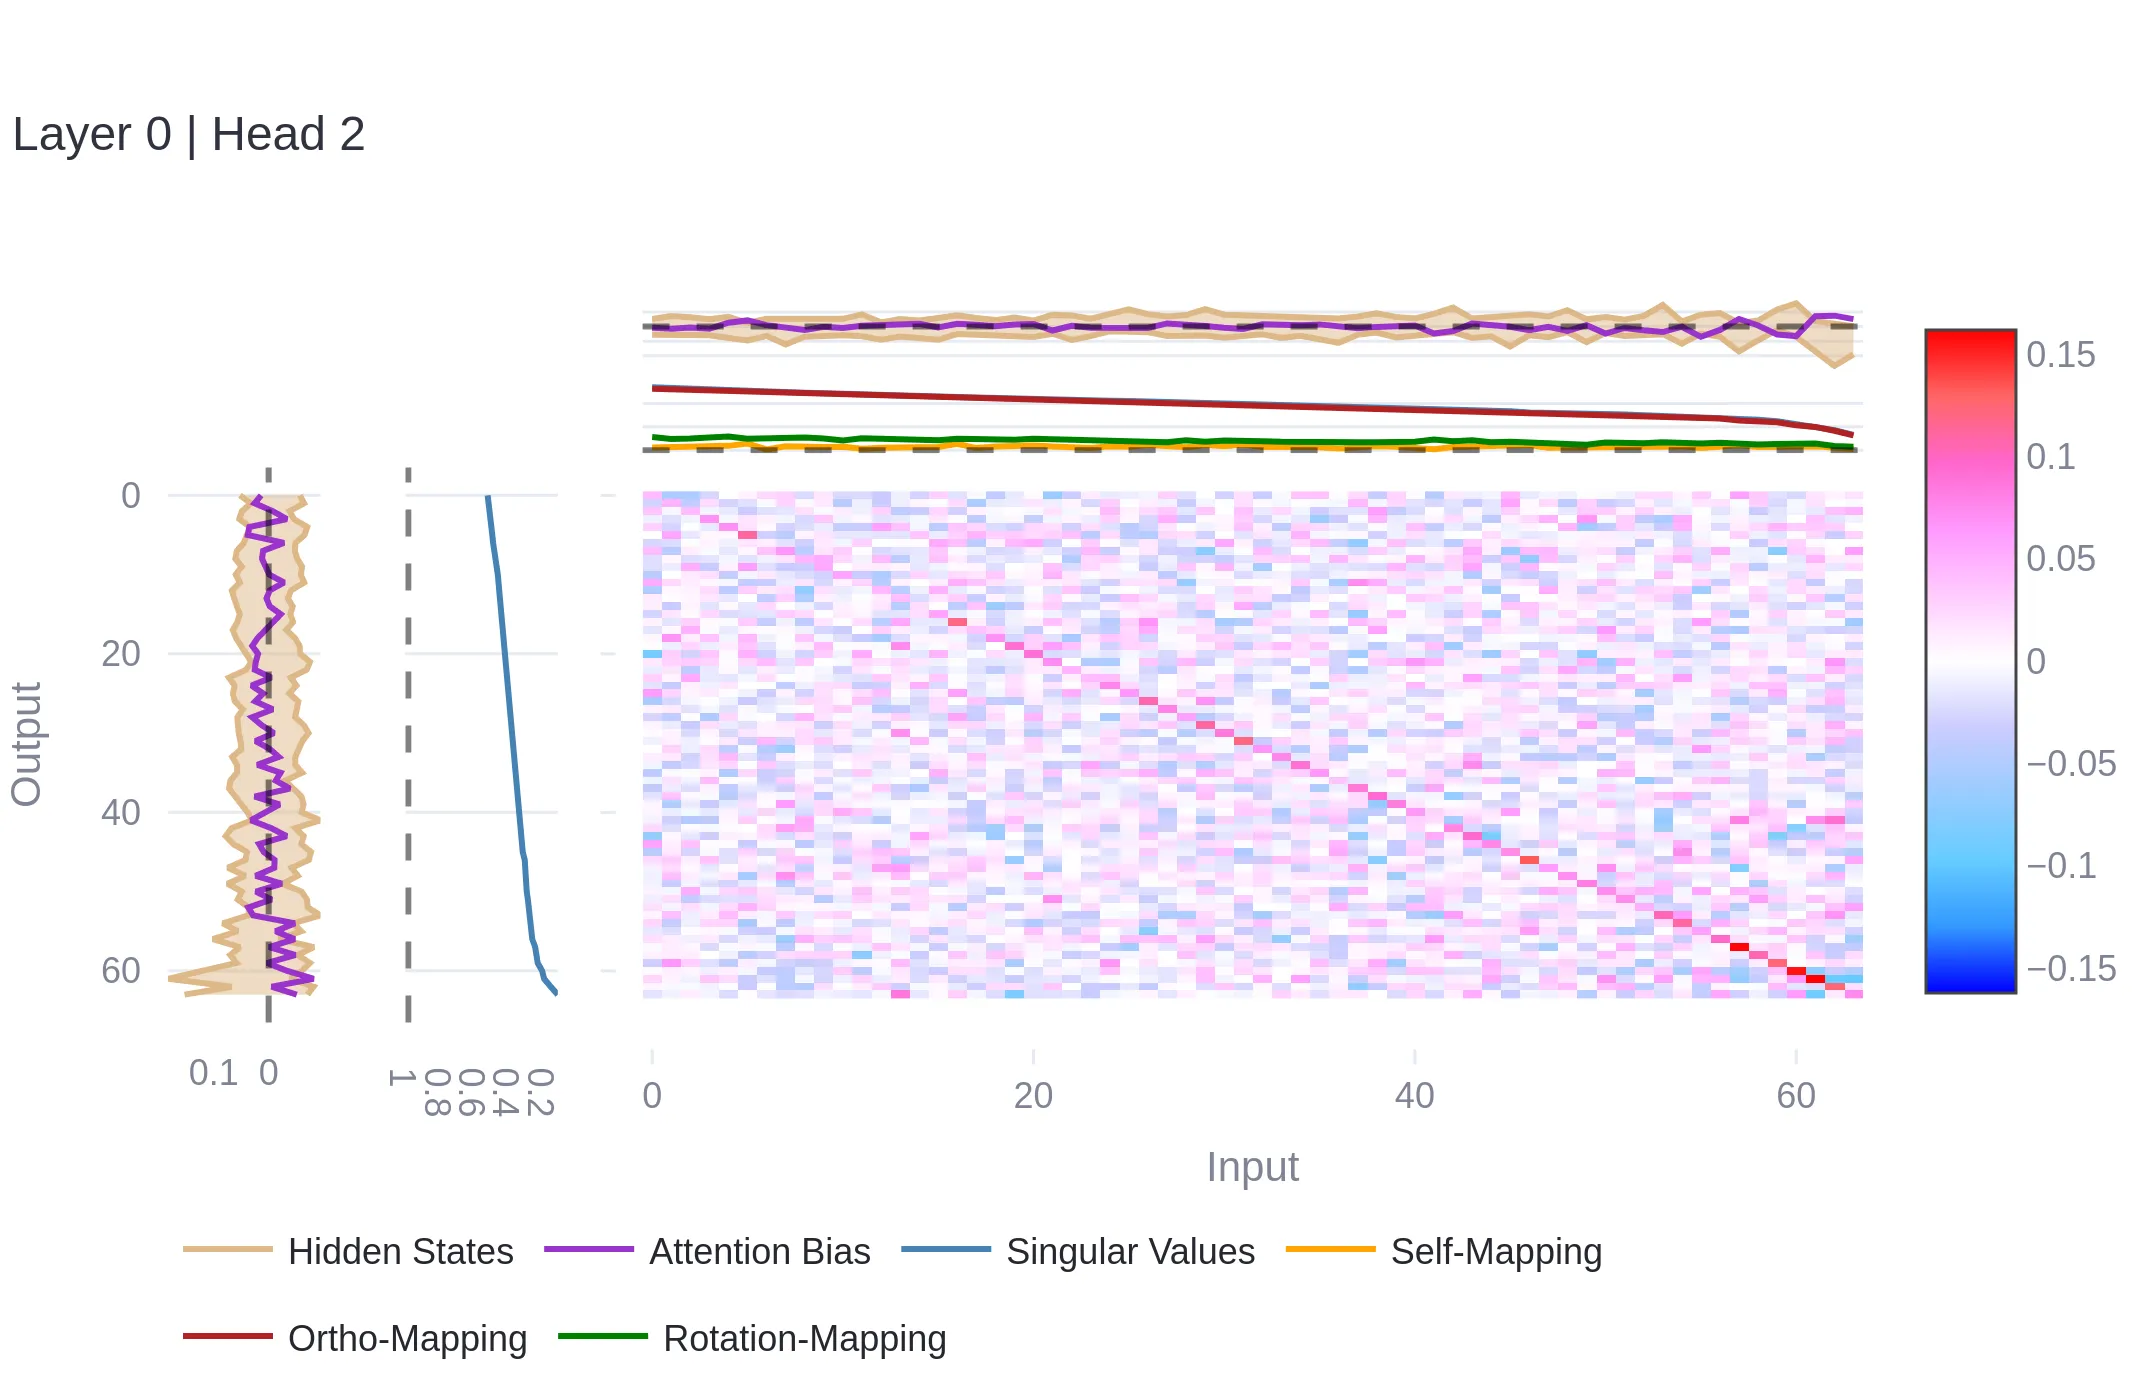 Layer 0 | Head 2
0
20
40
60
Output
0.1 0
1
0.8
0.6
0.4
0.2
0 20 40 60
Input
0.15
0.1
0.05
0
−0.05
−0.1
−0.15
Hidden States Attention Bias Singular Values Self-Mapping
Ortho-Mapping Rotation-Mapping